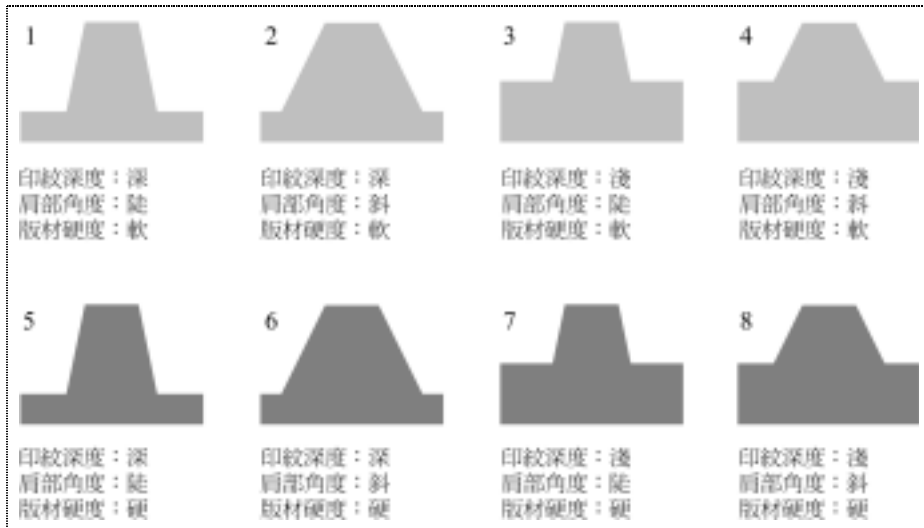 1
印紋深度：深
肩部角度：陡
版材硬度：軟
2
印紋深度：深
肩部角度：斜
版材硬度：軟
3
印紋深度：淺
肩部角度：陡
版材硬度：軟
4
印紋深度：淺
肩部角度：斜
版材硬度：軟
5
印紋深度：深
肩部角度：陡
版材硬度：硬
6
印紋深度：深
肩部角度：斜
版材硬度：硬
7
印紋深度：淺
肩部角度：陡
版材硬度：硬
8
印紋深度：淺
肩部角度：斜
版材硬度：硬